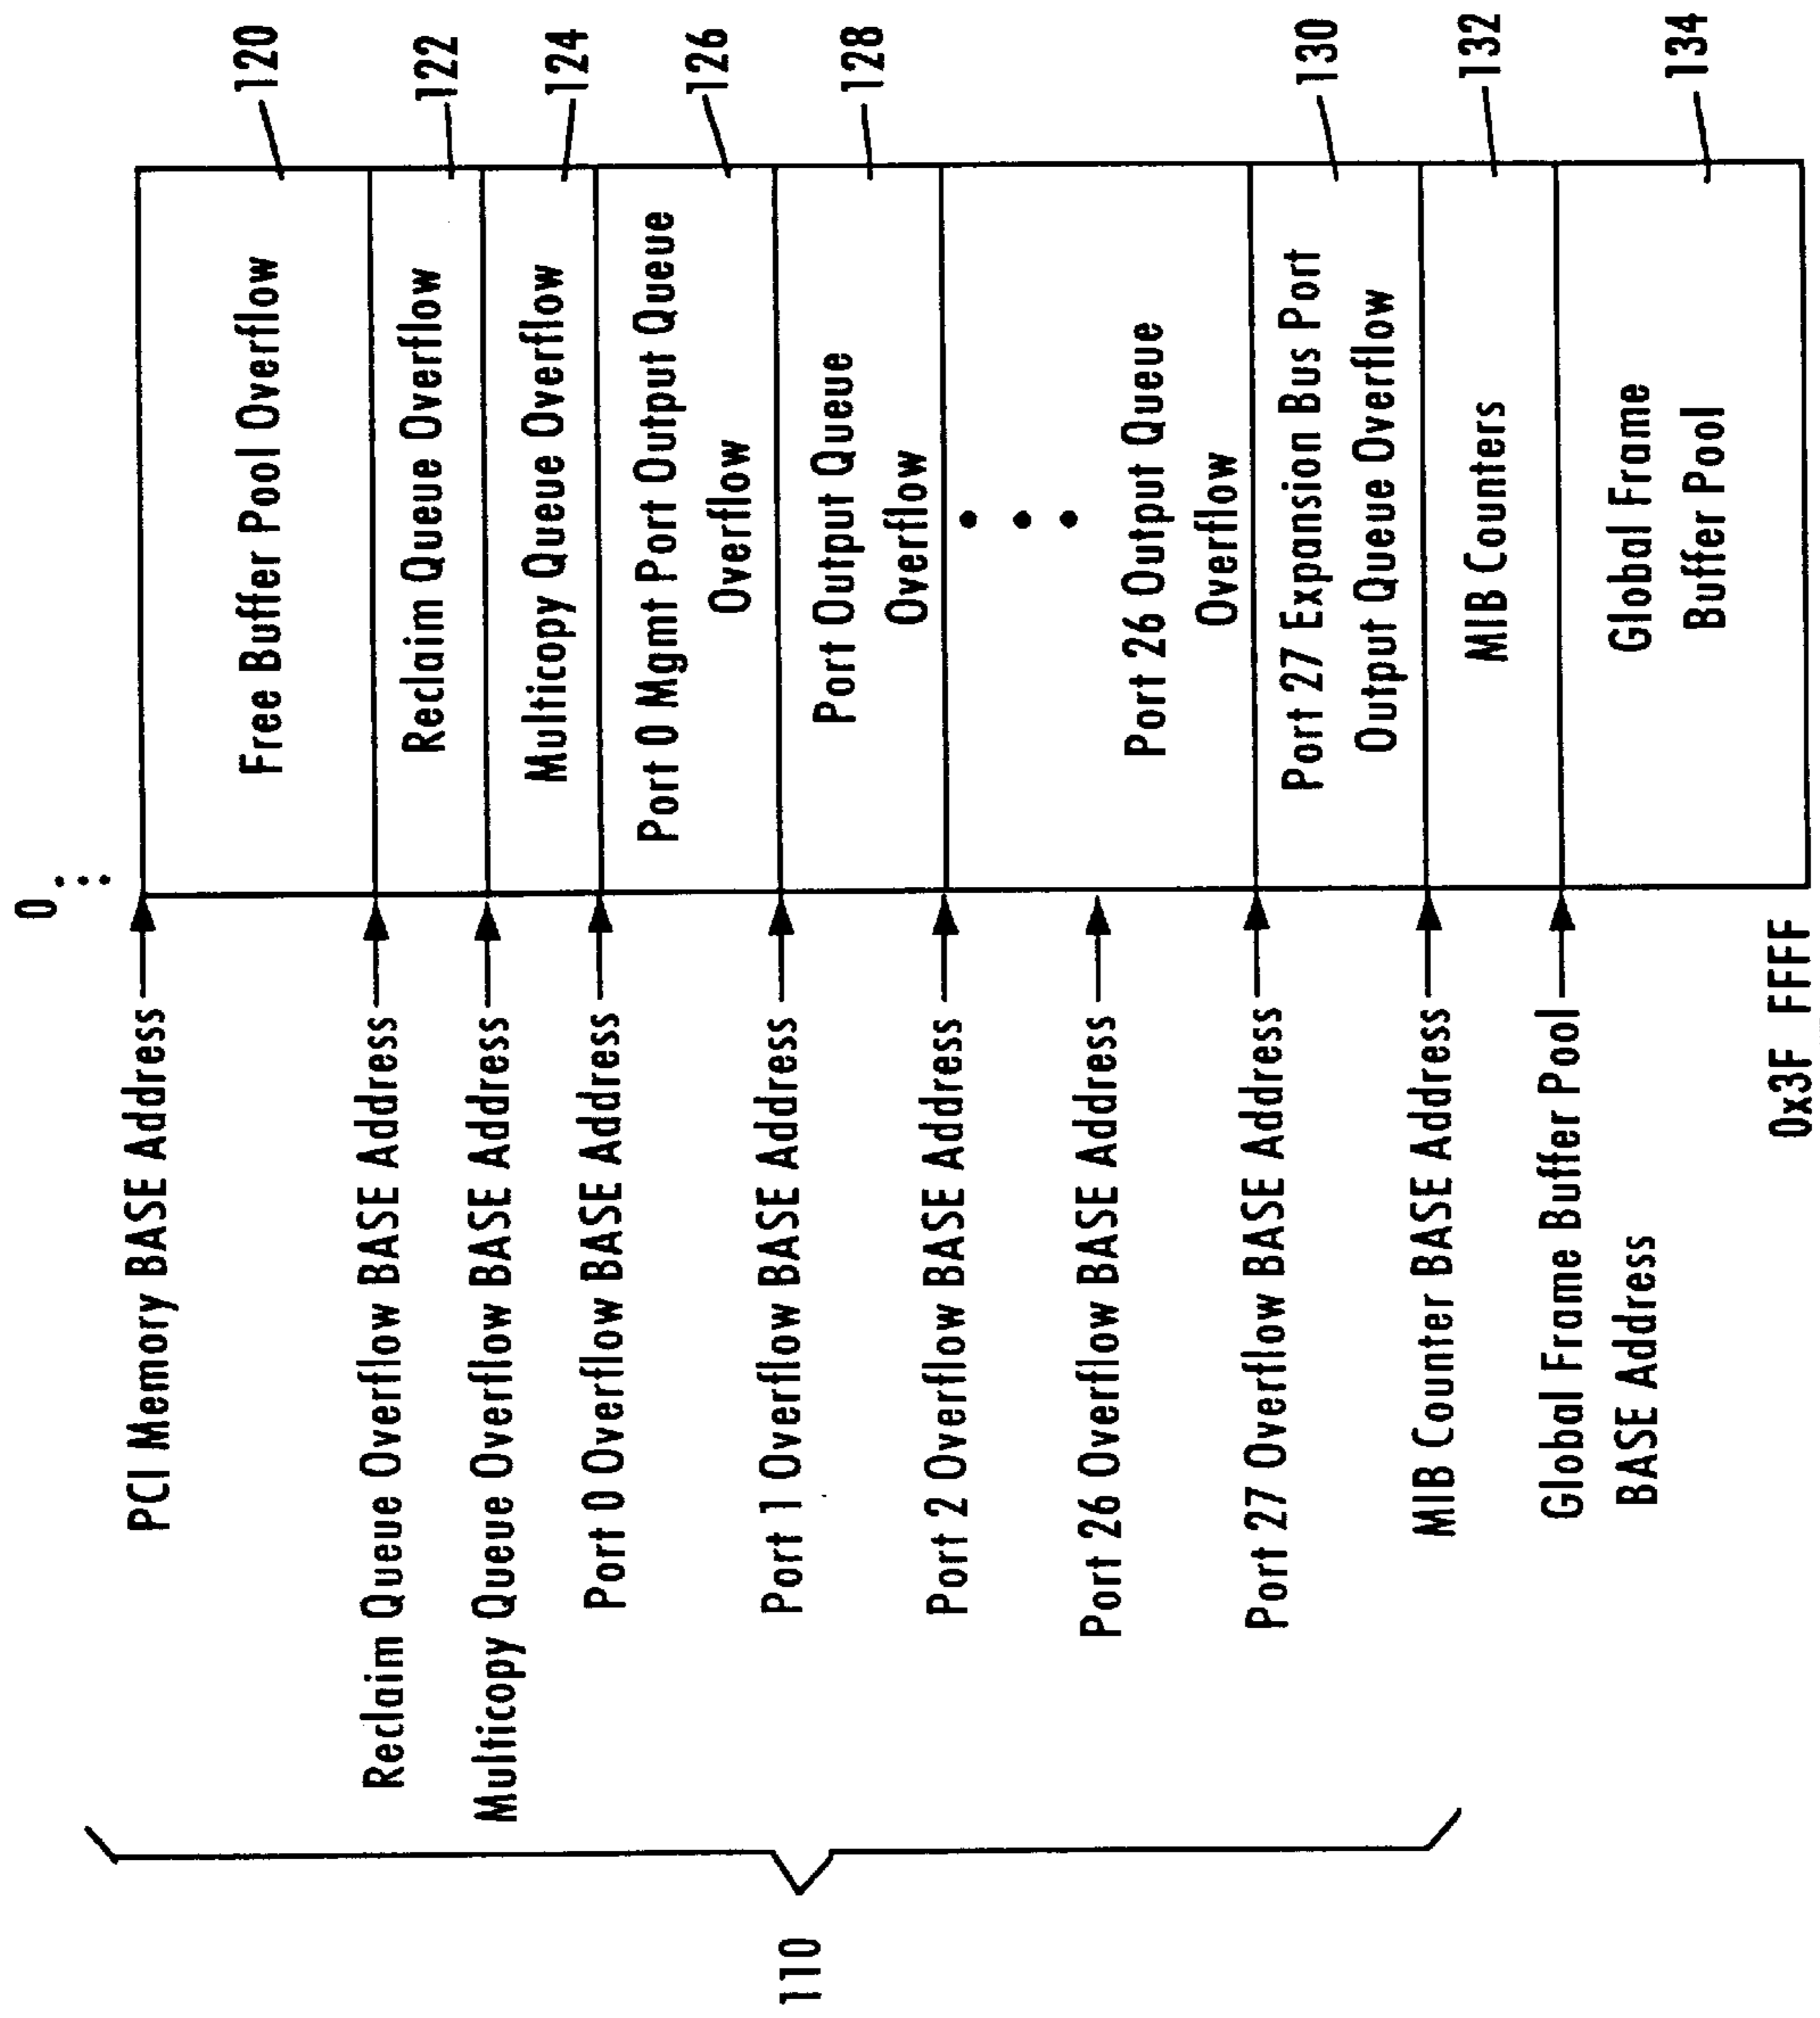 0
PCI Memory BASE Address
Free Buffer Pool Overflow
120
Reclaim Queue Overflow BASE Address
Reclaim Queue Overflow
122
Multicopy Queue Overflow BASE Address
Multicopy Queue Overflow
124
Port 0 Overflow BASE Address
Port 0 Mgmt Port Output Queue
Overflow
126
Port 1 Overflow BASE Address
Port Output Queue
Overflow
128
Port 2 Overflow BASE Address
Port 26 Overflow BASE Address
Port 26 Output Queue
Overflow
Port 27 Overflow BASE Address
Port 27 Expansion Bus Port
Output Queue Overflow
130
MIB Counter BASE Address
MIB Counters
132
Global Frame Buffer Pool
BASE Address
Global Frame
Buffer Pool
134
0x3F FFFF
110